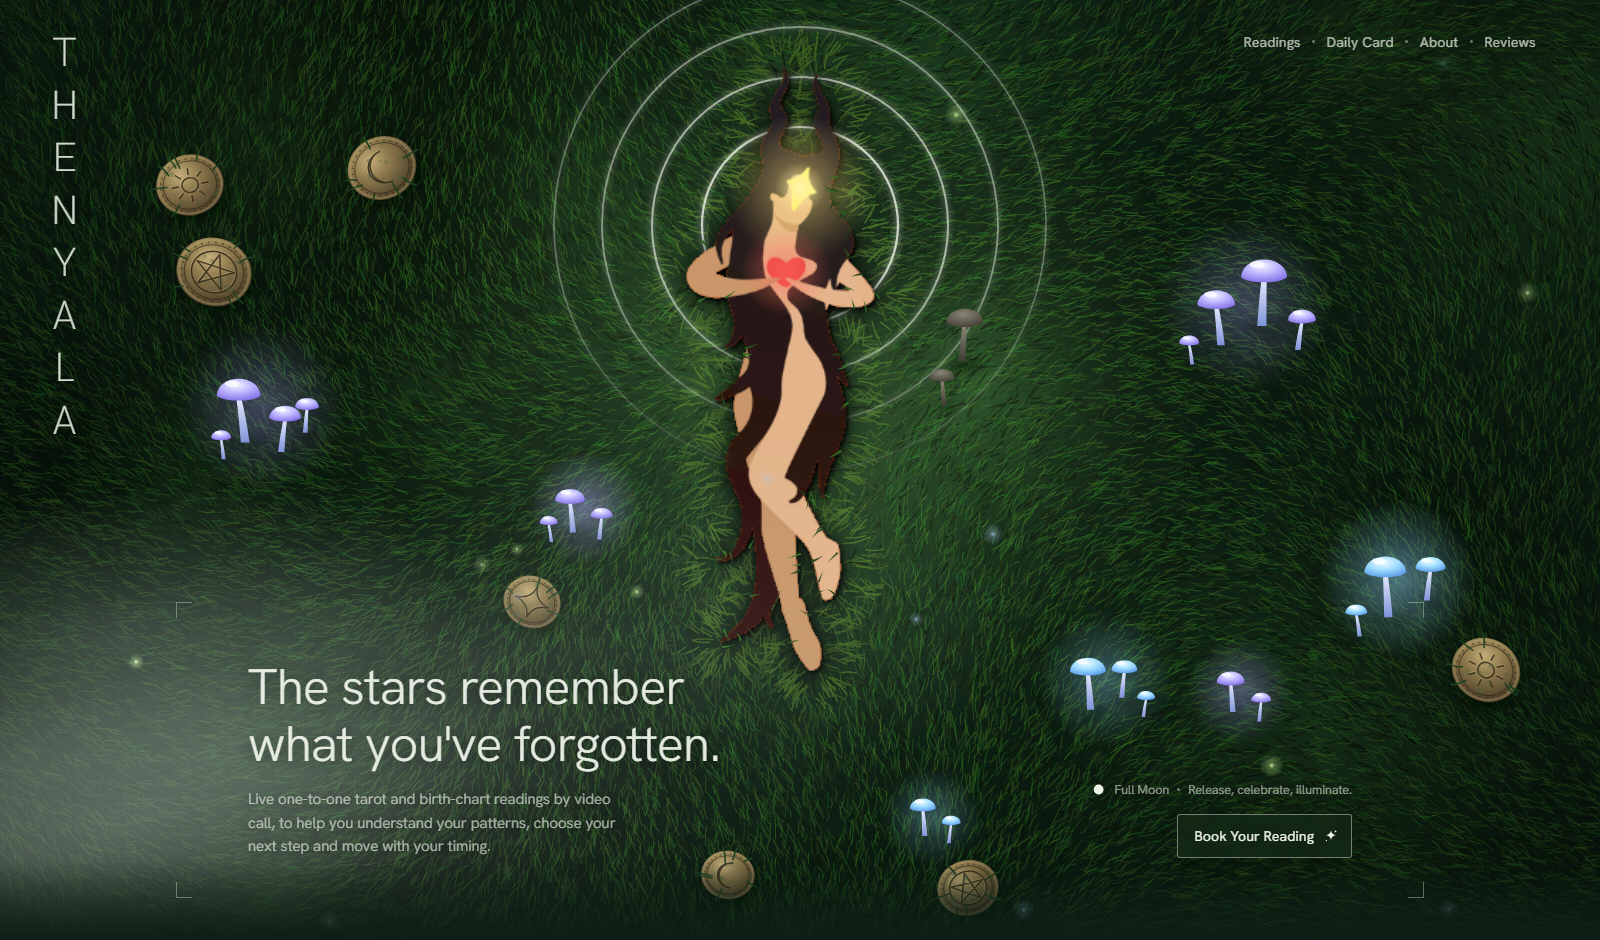 THENYALA
Readings • Daily Card • About • Reviews
The stars remember
what you've forgotten.
Live one-to-one tarot and birth-chart readings by video
call, to help you understand your patterns, choose your
next step and move with your timing.
Full Moon • Release, celebrate, illuminate.
Book Your Reading